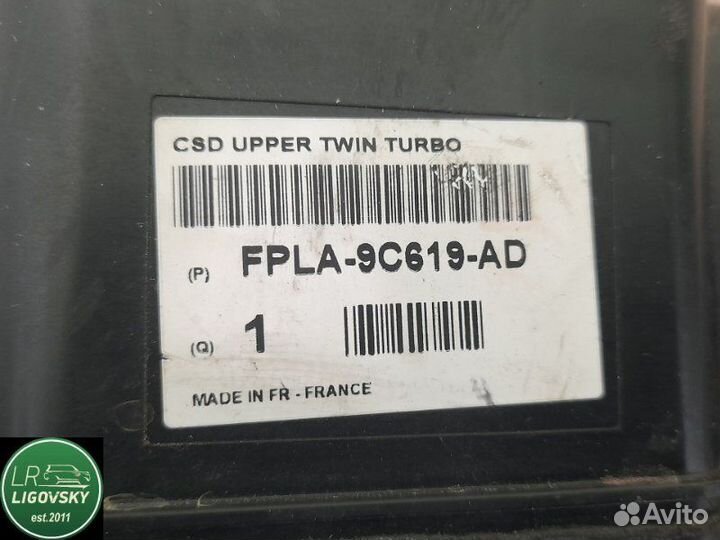 CSD UPPER TWIN TURBO
(P) FPLA-9C619-AD
(Q) 1
MADE IN FR - FRANCE
LR
LIGOVSKY
est.2011
Avito